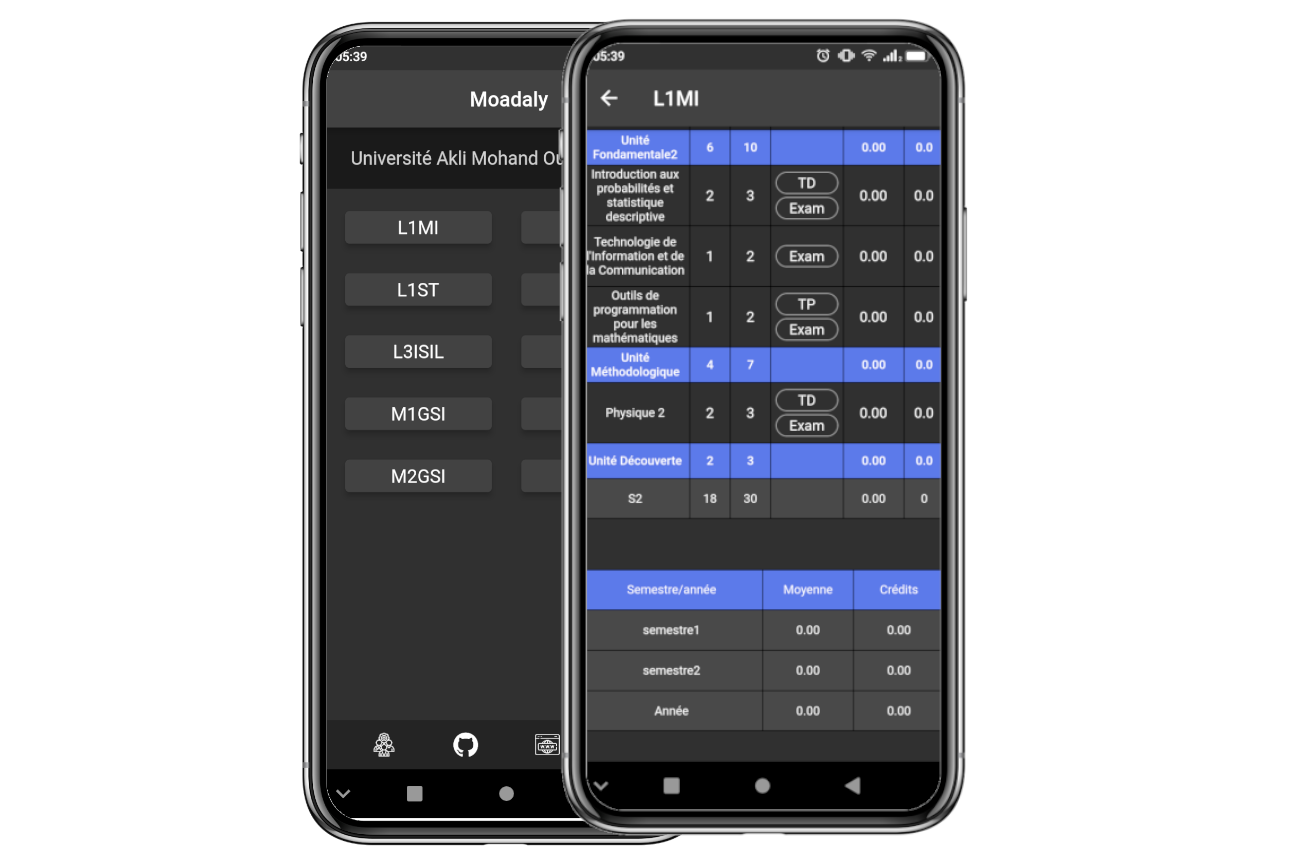 05:39
Moadaly
Université Akli Mohand
L1MI
L1ST
L3ISIL
M1GSI
M2GSI
05:39
L1MI
Unité
Fondamentale2 6 10 0.00 0.0
Introduction aux
probabilités et
statistique
descriptive 2 3 TD Exam 0.00 0.0
Technologie de
l'Information et de
la Communication 1 2 Exam 0.00 0.0
Outils de
programmation
pour les
mathématiques 1 2 TP Exam 0.00 0.0
Unité
Méthodologique 4 7 0.00 0.0
Physique 2 2 3 TD Exam 0.00 0.0
Unité Découverte 2 3 0.00 0.0
S2 18 30 0.00 0
Semestre/année Moyenne Crédits
semestre1 0.00 0.00
semestre2 0.00 0.00
Année 0.00 0.00